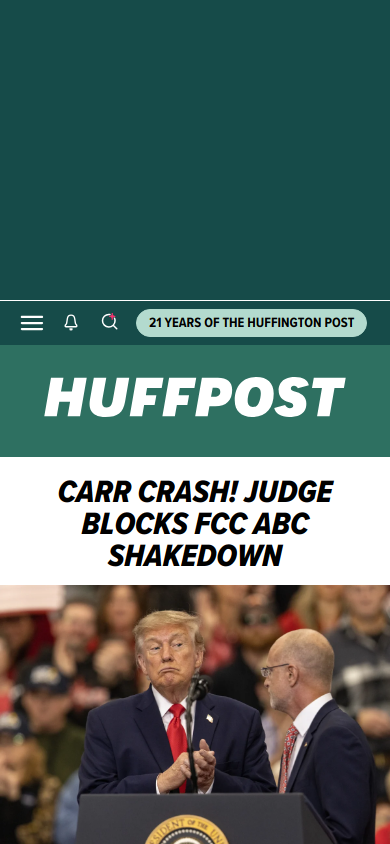 21 YEARS OF THE HUFFINGTON POST
HUFFPOST
CARR CRASH! JUDGE
BLOCKS FCC ABC
SHAKEDOWN